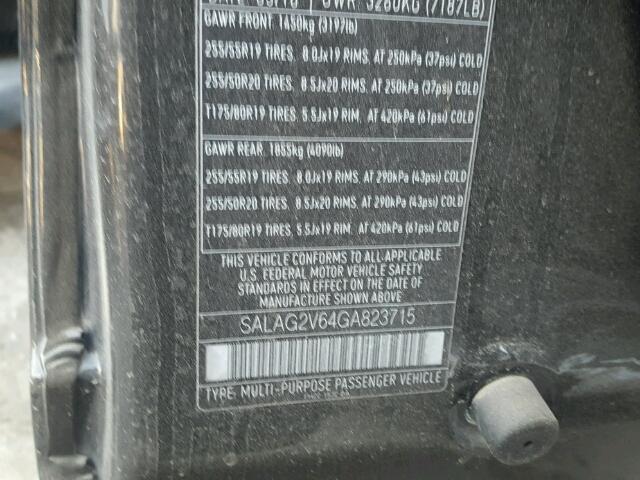 GVWR 3260KG (7187LB)
GAWR FRONT. 1450kg (3197lb)
255/55R19 TIRES. 8.0Jx19 RIMS. AT 250kPa (37psi) COLD
255/50R20 TIRES. 8.5Jx20 RIMS. AT 250kPa (37psi) COLD
T175/80R19 TIRES. 5.5Jx19 RIM. AT 420kPa (61psi) COLD
GAWR REAR. 1855kg (4090lb)
255/55R19 TIRES. 8.0Jx19 RIMS. AT 290kPa (43psi) COLD
255/50R20 TIRES. 8.5Jx20 RIMS. AT 290kPa (43psi) COLD
T175/80R19 TIRES. 5.5Jx19 RIM. AT 420kPa (61psi) COLD
THIS VEHICLE CONFORMS TO ALL-APPLICABLE
U.S. FEDERAL MOTOR VEHICLE SAFETY
STANDARDS IN EFFECT ON THE DATE
OF MANUFACTURE SHOWN ABOVE
SALAG2V64GA823715
TYPE: MULTI-PURPOSE PASSENGER VEHICLE